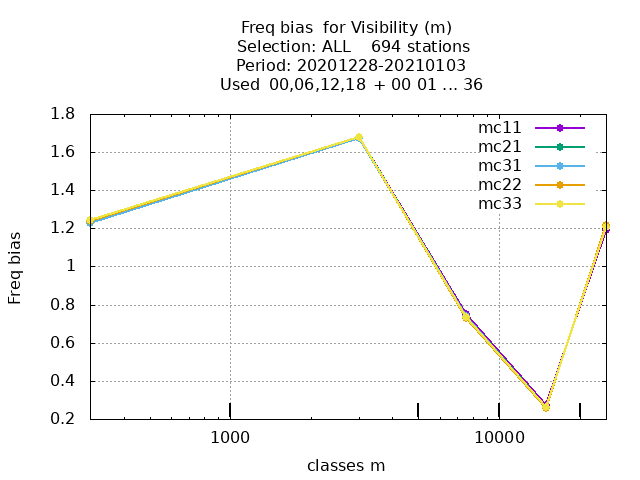 Freq bias  for Visibility (m)
Selection: ALL    694 stations
Period: 20201228-20210103
Used  00,06,12,18  + 00 01 ... 36
1.8
1.6
1.4
1.2
1
0.8
0.6
0.4
0.2
Freq bias
mc11
mc21
mc31
mc22
mc33
1000
10000
classes m